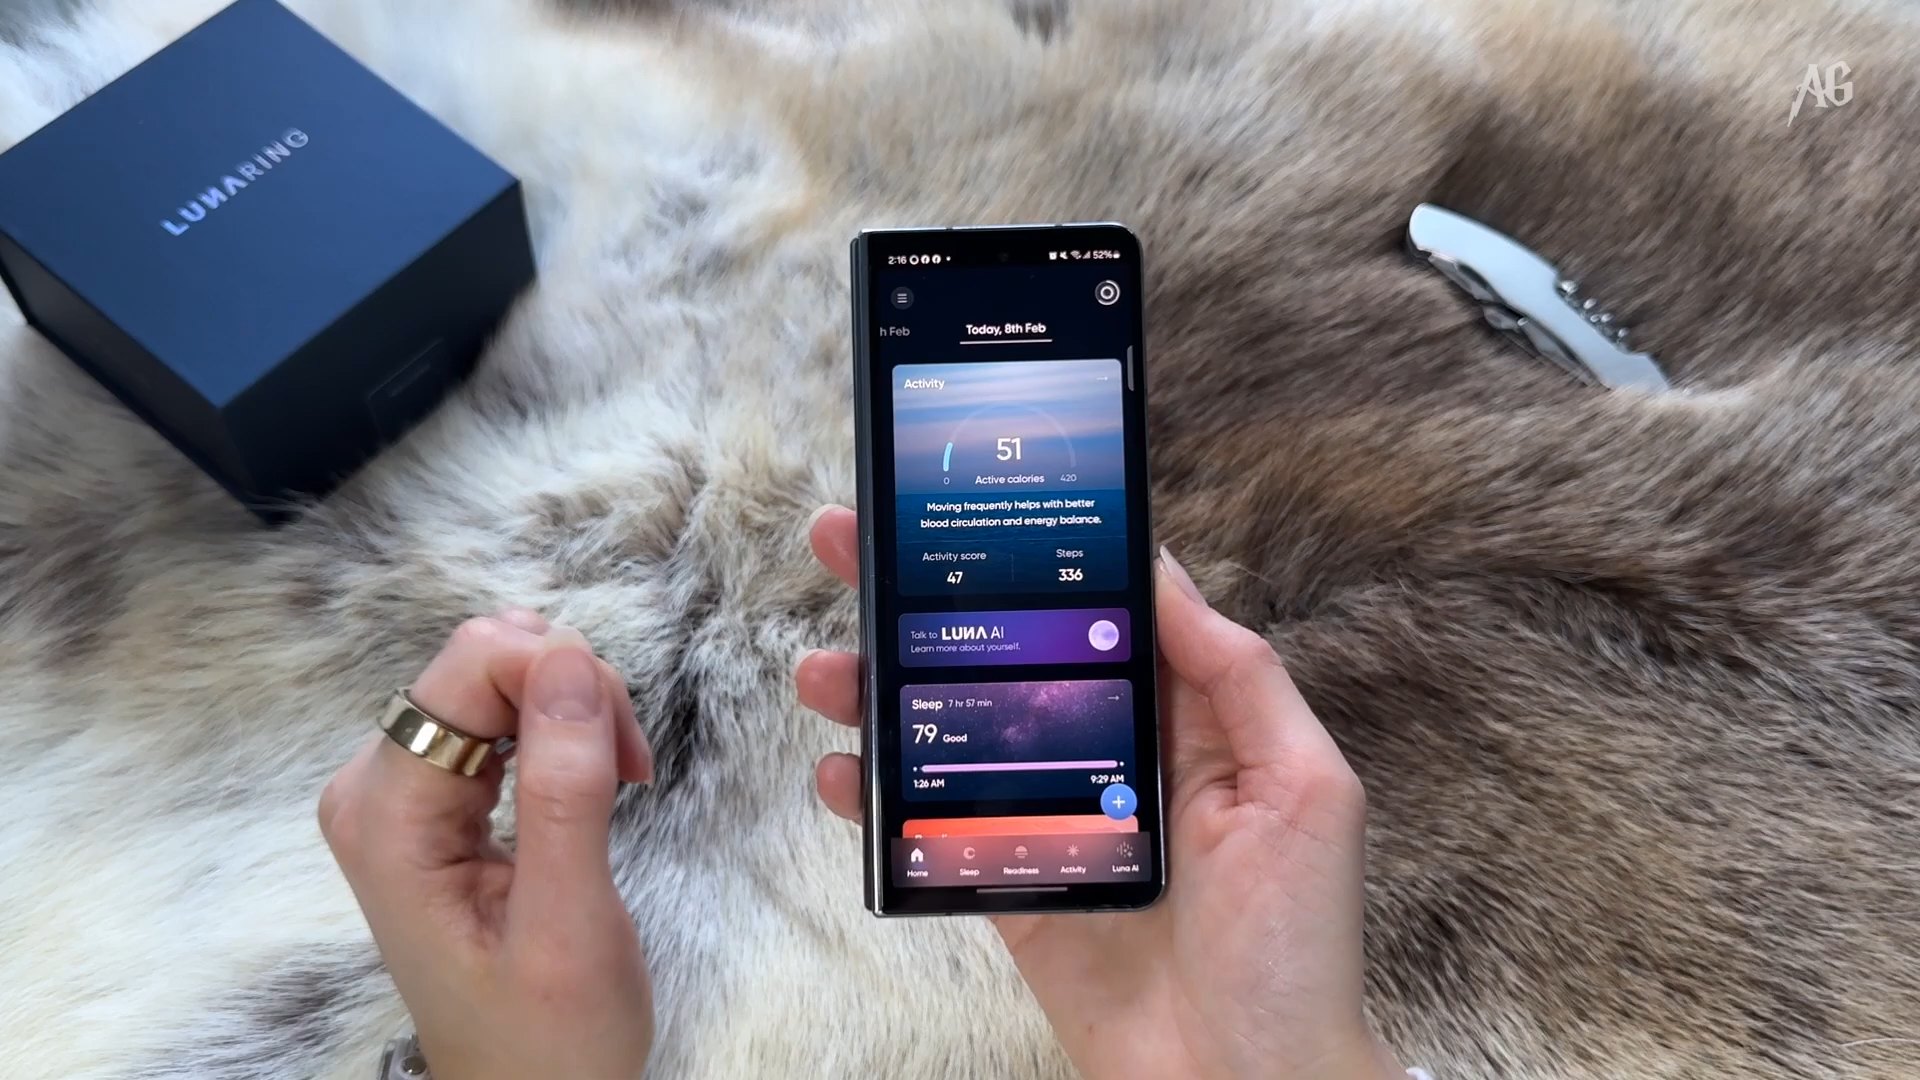 LUNARING
AG
2:16
52%
h Feb
Today, 8th Feb
Activity
51
0
Active calories
420
Moving frequently helps with better
blood circulation and energy balance.
Activity score
Steps
47
336
Talk to LUNA AI
Learn more about yourself.
Sleep 7 hr 57 min
79 Good
1:26 AM
9:29 AM
+
Home
Sleep
Readiness
Activity
Luna AI